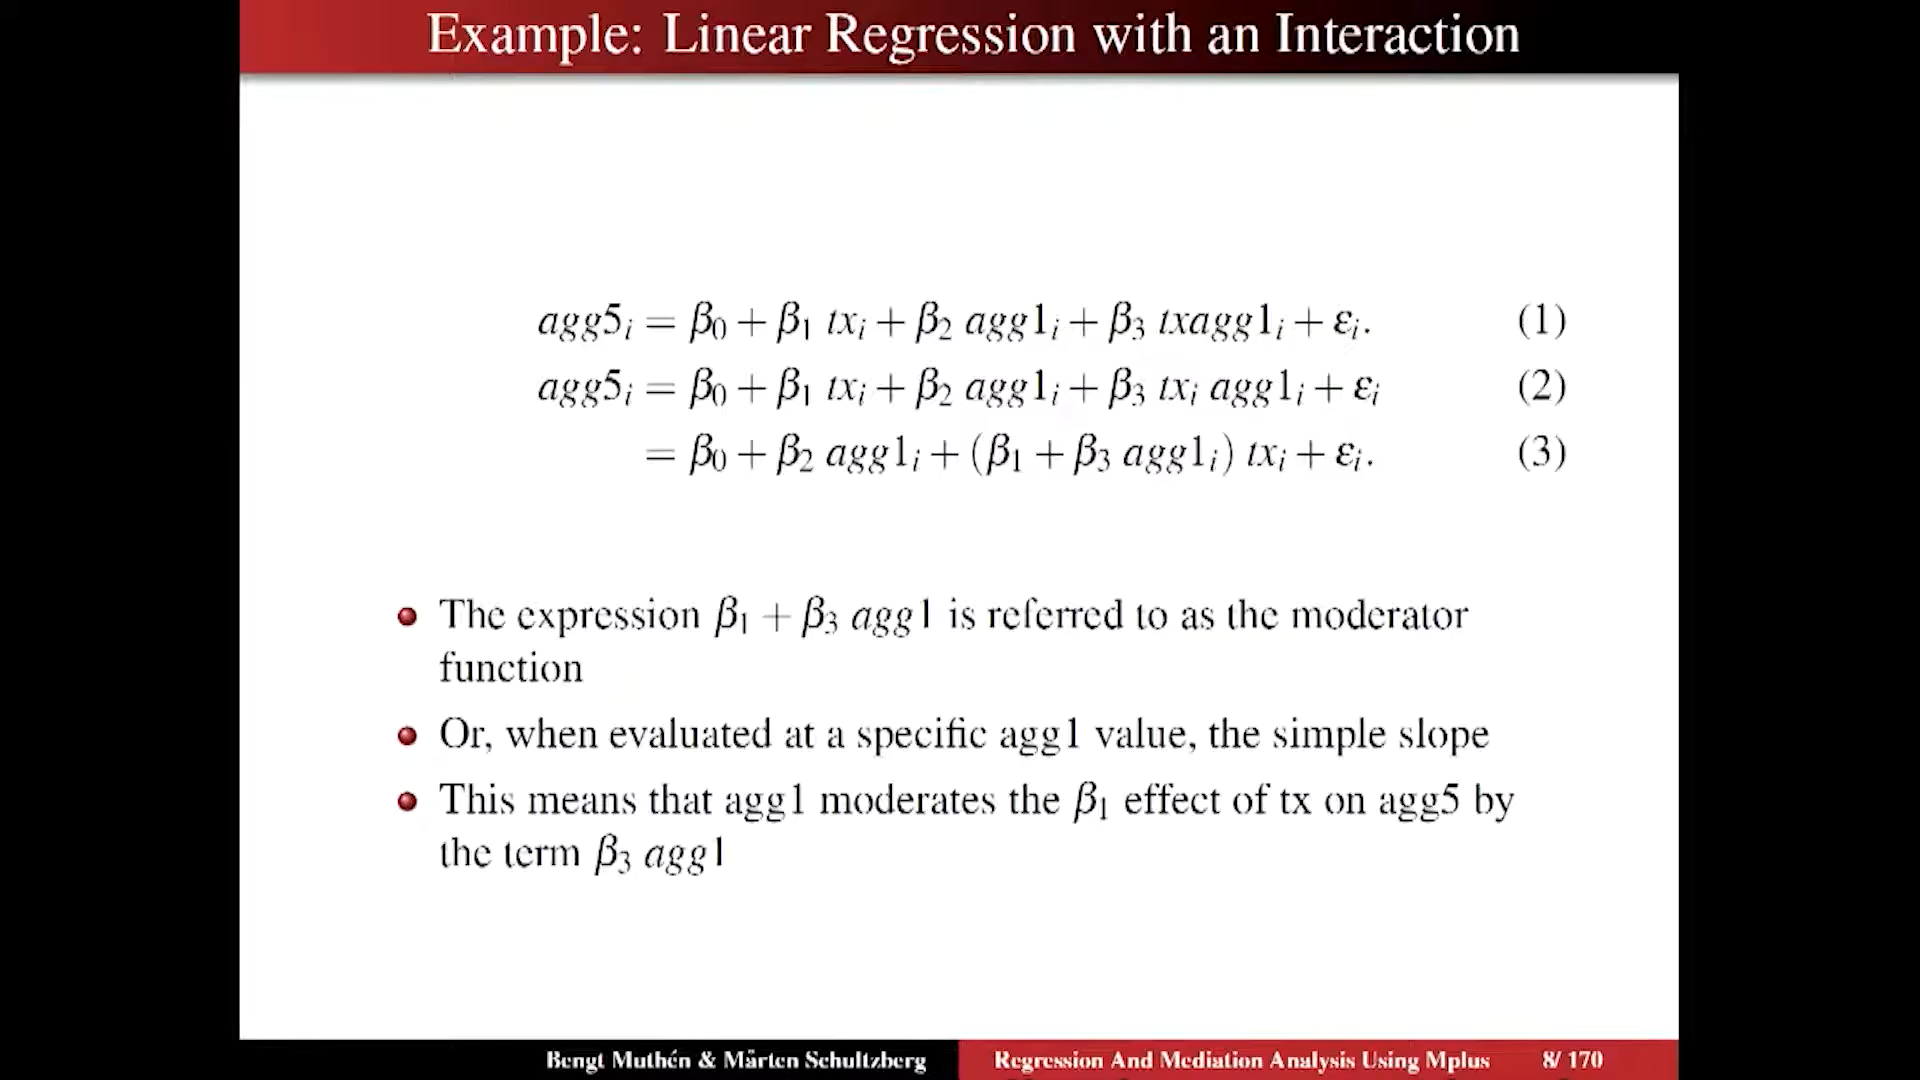 Example: Linear Regression with an Interaction
agg5ᵢ = β₀ + β₁ txᵢ + β₂ agg1ᵢ + β₃ txagg1ᵢ + εᵢ. (1)
agg5ᵢ = β₀ + β₁ txᵢ + β₂ agg1ᵢ + β₃ txᵢ agg1ᵢ + εᵢ (2)
= β₀ + β₂ agg1ᵢ + (β₁ + β₃ agg1ᵢ) txᵢ + εᵢ. (3)
The expression β₁ + β₃ agg1 is referred to as the moderator
function
Or, when evaluated at a specific agg1 value, the simple slope
This means that agg1 moderates the β₁ effect of tx on agg5 by
the term β₃ agg1
Bengt Muthén & Mårten Schultzberg Regression And Mediation Analysis Using Mplus 8/ 170